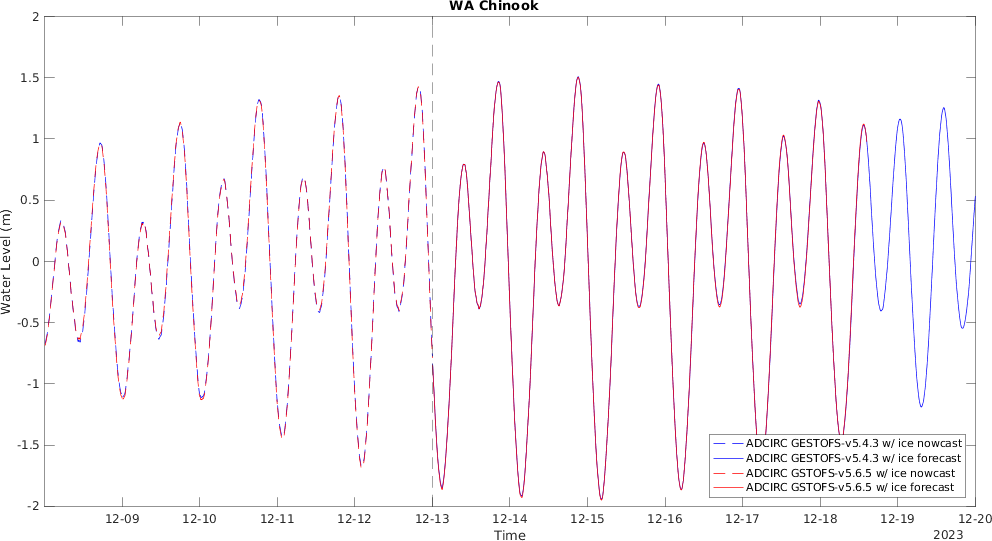 WA Chinook
2
1.5
1
0.5
0
-0.5
-1
-1.5
-2
Water Level (m)
ADCIRC GESTOFS-v5.4.3 w/ ice nowcast
ADCIRC GESTOFS-v5.4.3 w/ ice forecast
ADCIRC GSTOFS-v5.6.5 w/ ice nowcast
ADCIRC GSTOFS-v5.6.5 w/ ice forecast
12-09 12-10 12-11 12-12 12-13 12-14 12-15 12-16 12-17 12-18 12-19 12-20
Time
2023